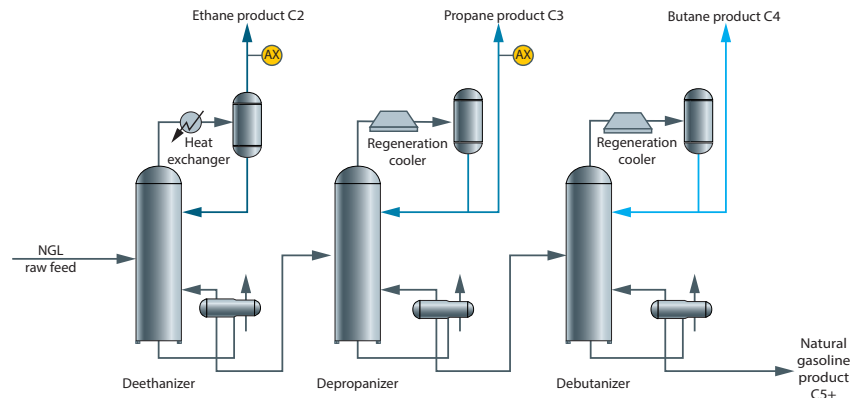 Ethane product C2
Propane product C3
Butane product C4
AX
AX
Heat
exchanger
Regeneration
cooler
Regeneration
cooler
NGL
raw feed
Natural
gasoline
product
C5+
Deethanizer
Depropanizer
Debutanizer